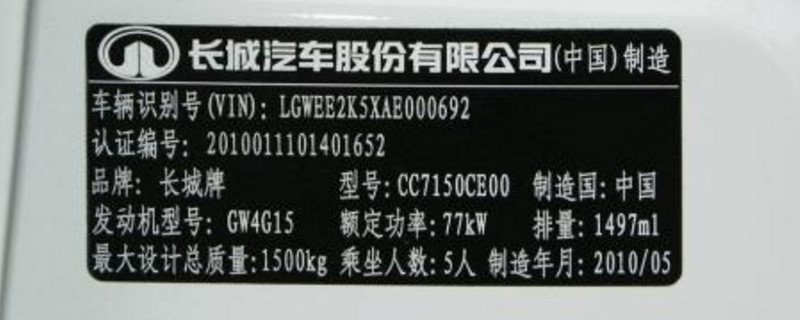 长城汽车股份有限公司(中国)制造
车辆识别号(VIN): LGWEE2K5XAE000692
认证编号: 2010011101401652
品牌: 长城牌 型号: CC7150CE00 制造国: 中国
发动机型号: GW4G15 额定功率: 77kW 排量: 1497ml
最大设计总质量: 1500kg 乘坐人数: 5人 制造年月: 2010/05